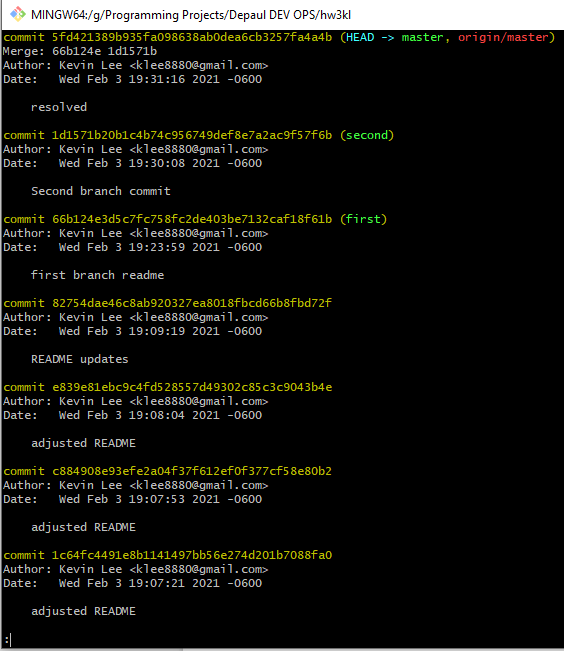 MINGW64:/g/Programming Projects/Depaul DEV OPS/hw3kl
commit 5fd421389b935fa098638ab0dea6cb3257fa4a4b (HEAD -> master, origin/master)
Merge: 66b124e 1d1571b
Author: Kevin Lee <klee8880@gmail.com>
Date:   Wed Feb 3 19:31:16 2021 -0600
resolved
commit 1d1571b20b1c4b74c956749def8e7a2ac9f57f6b (second)
Author: Kevin Lee <klee8880@gmail.com>
Date:   Wed Feb 3 19:30:08 2021 -0600
Second branch commit
commit 66b124e3d5c7fc758fc2de403be7132caf18f61b (first)
Author: Kevin Lee <klee8880@gmail.com>
Date:   Wed Feb 3 19:23:59 2021 -0600
first branch readme
commit 82754dae46c8ab920327ea8018fbcd66b8fbd72f
Author: Kevin Lee <klee8880@gmail.com>
Date:   Wed Feb 3 19:09:19 2021 -0600
README updates
commit e839e81ebc9c4fd528557d49302c85c3c9043b4e
Author: Kevin Lee <klee8880@gmail.com>
Date:   Wed Feb 3 19:08:04 2021 -0600
adjusted README
commit c884908e93efe2a04f37f612ef0f377cf58e80b2
Author: Kevin Lee <klee8880@gmail.com>
Date:   Wed Feb 3 19:07:53 2021 -0600
adjusted README
commit 1c64fc4491e8b1141497bb56e274d201b7088fa0
Author: Kevin Lee <klee8880@gmail.com>
Date:   Wed Feb 3 19:07:21 2021 -0600
adjusted README
: